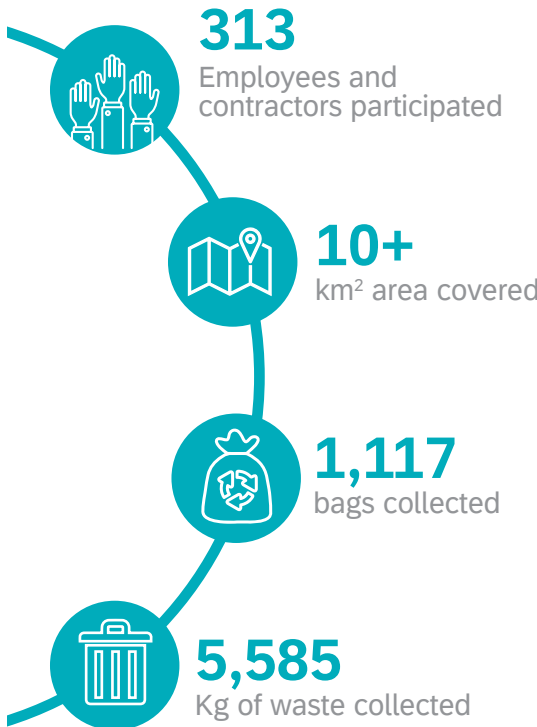 313
Employees and
contractors participated
10+
km² area covered
1,117
bags collected
5,585
Kg of waste collected